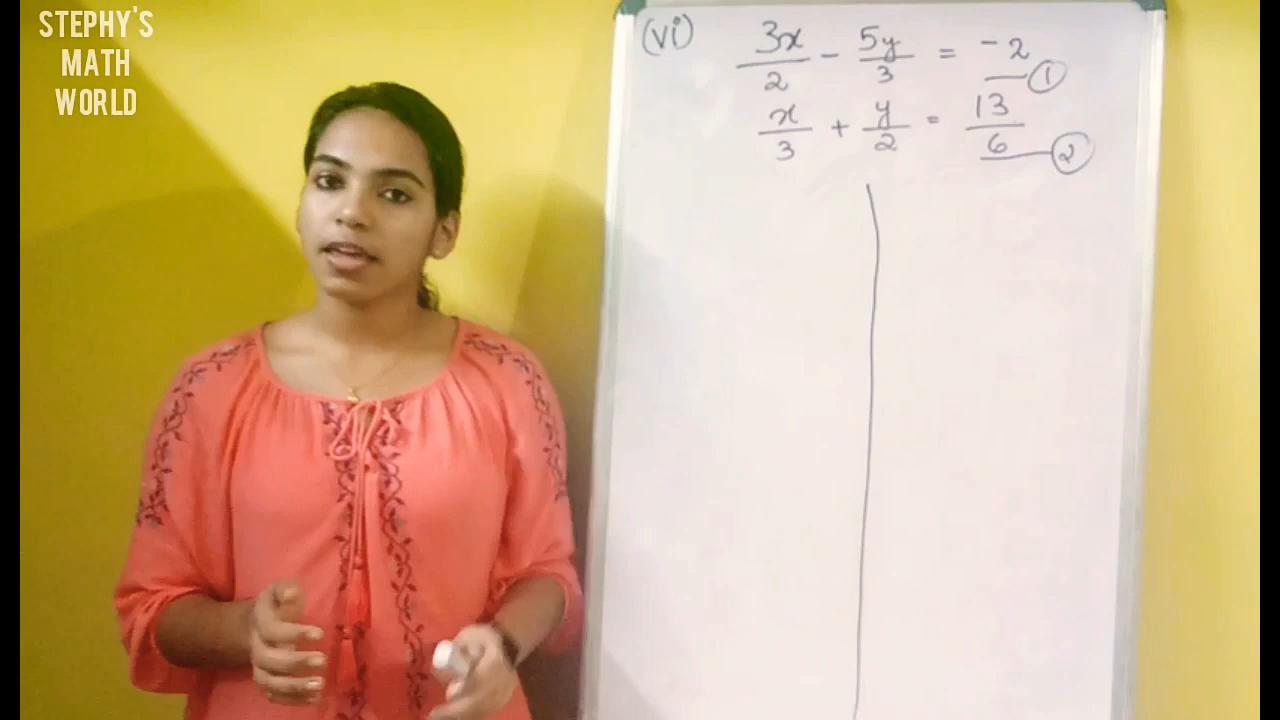 STEPHY'S
MATH
WORLD
(vi) 3x/2 - 5y/3 = -2 ①
x/3 + y/2 = 13/6 ②